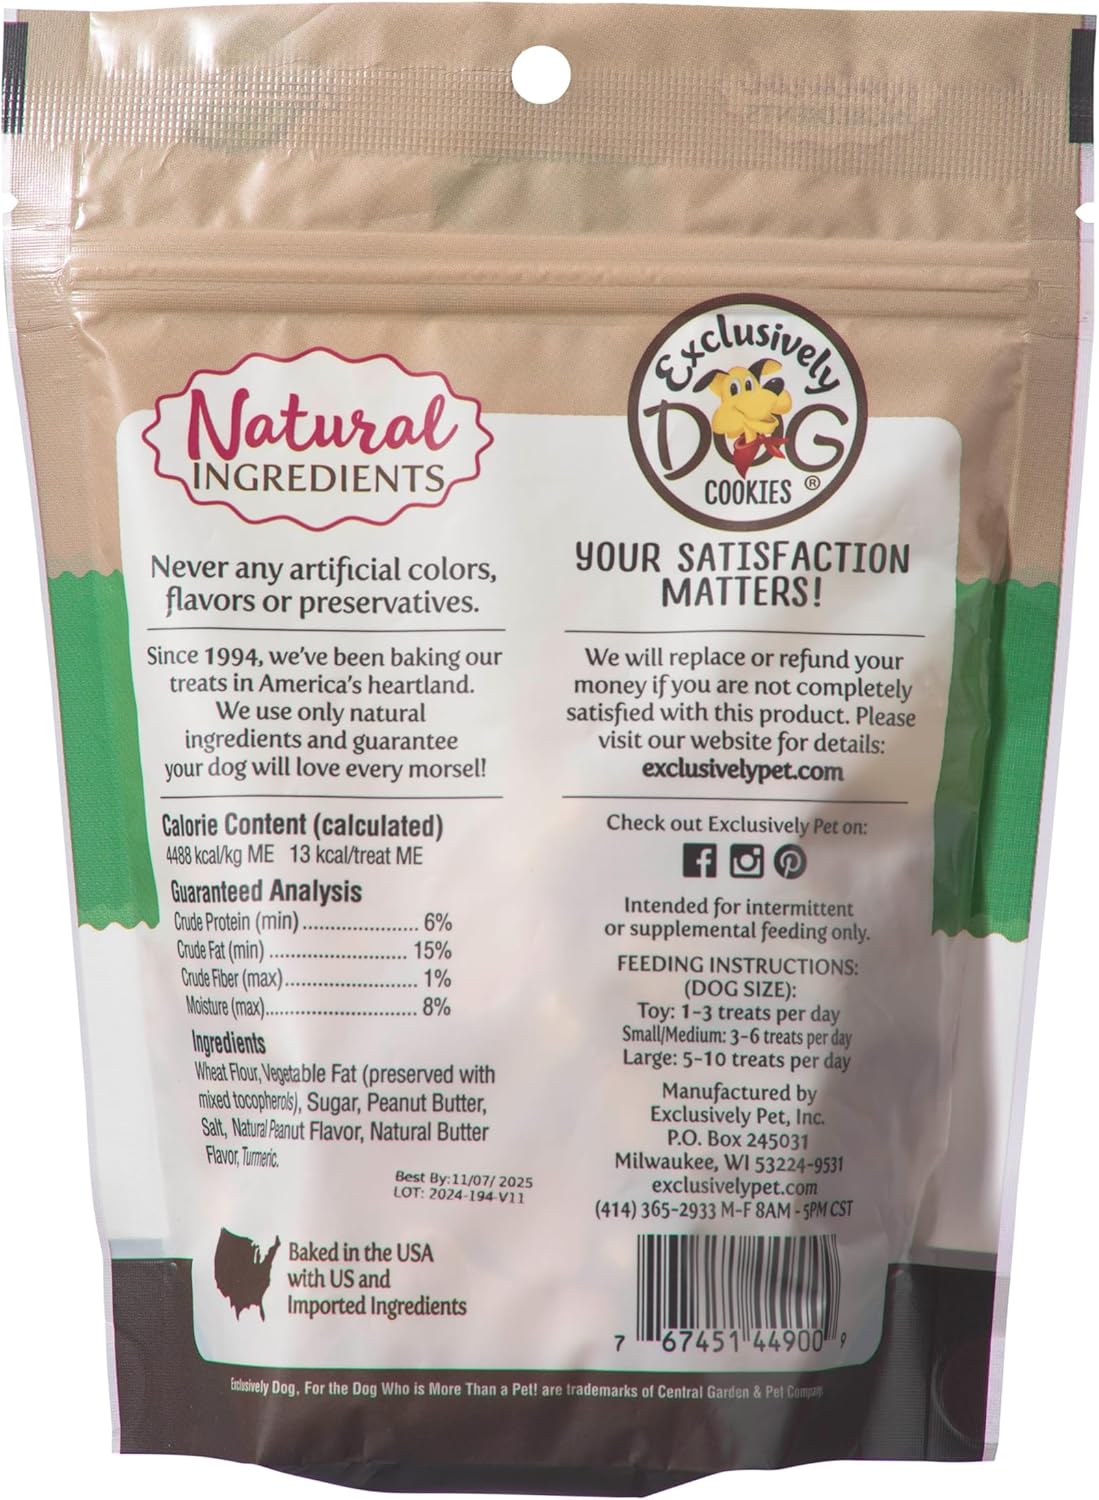 Natural
INGREDIENTS
Never any artificial colors,
flavors or preservatives.
Since 1994, we've been baking our
treats in America's heartland.
We use only natural
ingredients and guarantee
your dog will love every morsel!
Calorie Content (calculated)
4488 kcal/kg ME 13 kcal/treat ME
Guaranteed Analysis
Crude Protein (min)..................... 6%
Crude Fat (min) ......................... 15%
Crude Fiber (max)........................ 1%
Moisture (max)............................ 8%
Ingredients
Wheat Flour, Vegetable Fat (preserved with
mixed tocopherols), Sugar, Peanut Butter,
Salt, Natural Peanut Flavor, Natural Butter
Flavor, Turmeric.
Best By:11/07/ 2025
LOT: 2024-194-V11
Baked in the USA
with US and
Imported Ingredients
Exclusively
DOG
COOKIES ®
YOUR SATISFACTION
MATTERS!
We will replace or refund your
money if you are not completely
satisfied with this product. Please
visit our website for details:
exclusivelypet.com
Check out Exclusively Pet on:
Intended for intermittent
or supplemental feeding only.
FEEDING INSTRUCTIONS:
(DOG SIZE):
Toy: 1-3 treats per day
Small/Medium: 3-6 treats per day
Large: 5-10 treats per day
Manufactured by
Exclusively Pet, Inc.
P.O. Box 245031
Milwaukee, WI 53224-9531
exclusivelypet.com
(414) 365-2933 M-F 8AM - 5PM CST
7 67451 44900 9
Exclusively Dog, For the Dog Who is More Than a Pet! are trademarks of Central Garden & Pet Company.